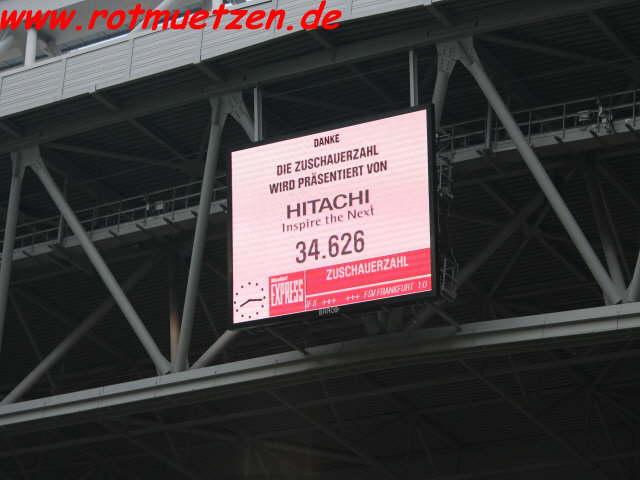 www.rotmuetzen.de
DANKE
DIE ZUSCHAUERZAHL
WIRD PRÄSENTIERT VON
HITACHI
Inspire the Next
34.626
ZUSCHAUERZAHL
EXPRESS
+++ +++ FSV FRANKFURT 1:0